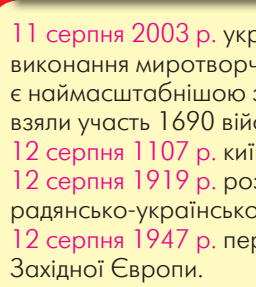 11 серпня 2003 р. укр
виконання миротворч
є наймасштабнішою з
взяли участь 1690 війс
12 серпня 1107 р. киї
12 серпня 1919 р. роз
радянсько-українсько
12 серпня 1947 р. пер
Західної Європи.